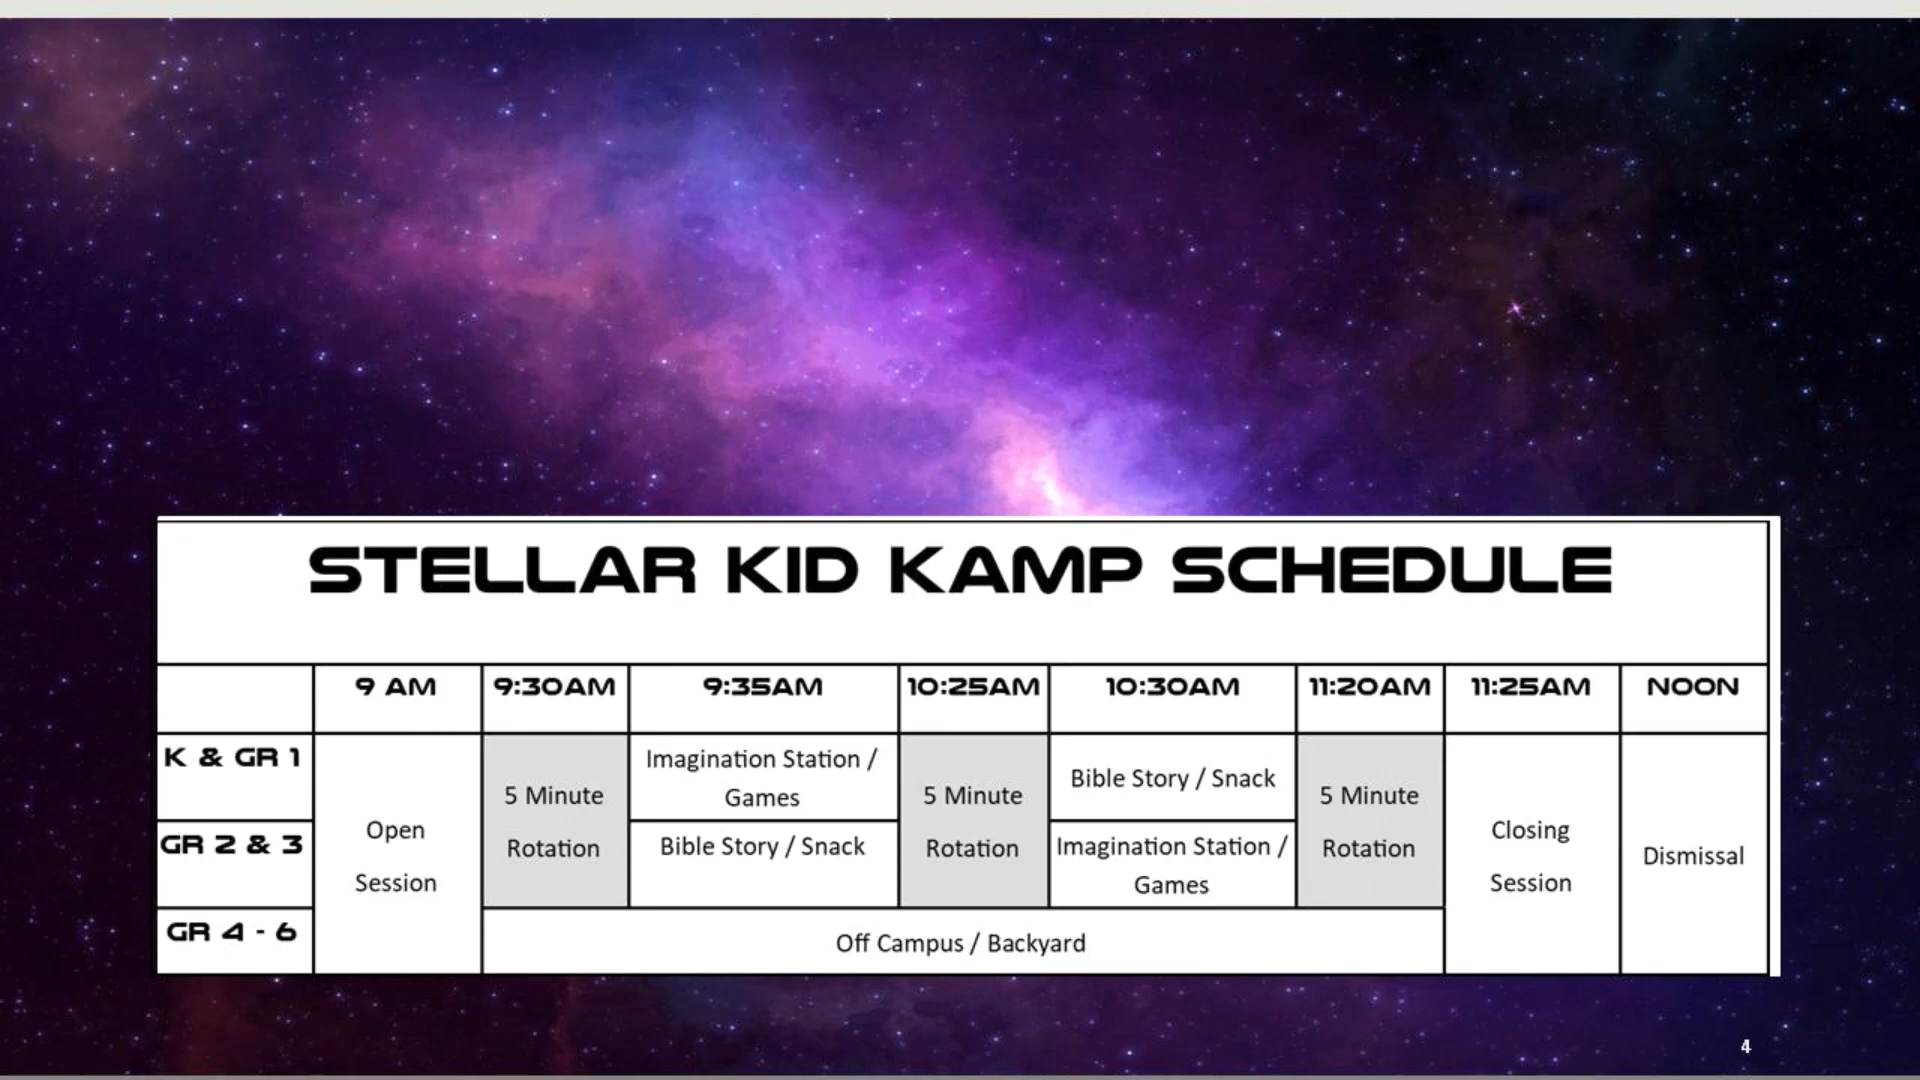 STELLAR KID KAMP SCHEDULE
9 AM 9:30AM 9:35AM 10:25AM 10:30AM 11:20AM 11:25AM NOON
K & GR 1
GR 2 & 3
GR 4 - 6
Open
Session
5 Minute
Rotation
Imagination Station /
Games
Bible Story / Snack
5 Minute
Rotation
Bible Story / Snack
Imagination Station /
Games
5 Minute
Rotation
Off Campus / Backyard
Closing
Session
Dismissal
4